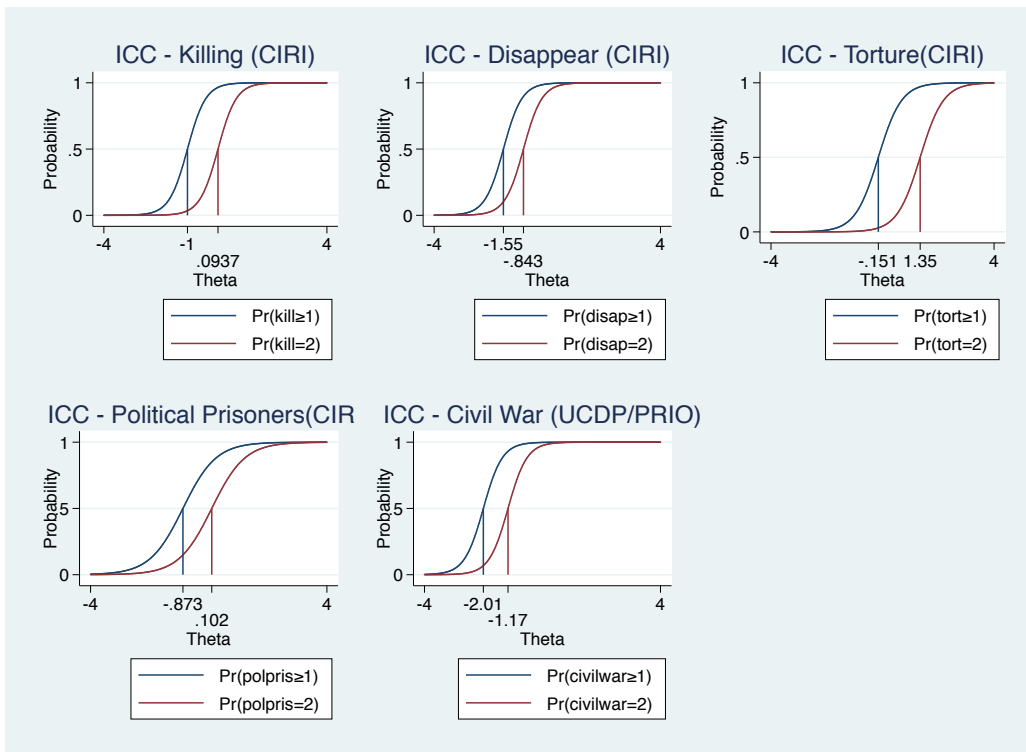 ICC - Killing (CIRI)
Probability
1
.5
0
-4
-1
4
.0937
Theta
Pr(kill≥1)
Pr(kill=2)
ICC - Disappear (CIRI)
Probability
1
.5
0
-4
-1.55
4
-.843
Theta
Pr(disap≥1)
Pr(disap=2)
ICC - Torture(CIRI)
Probability
1
.5
0
-4
-.151
1.35
4
Theta
Pr(tort≥1)
Pr(tort=2)
ICC - Political Prisoners(CIR
Probability
1
.5
0
-4
-.873
4
.102
Theta
Pr(polpris≥1)
Pr(polpris=2)
ICC - Civil War (UCDP/PRIO)
Probability
1
.5
0
-4
-2.01
4
-1.17
Theta
Pr(civilwar≥1)
Pr(civilwar=2)